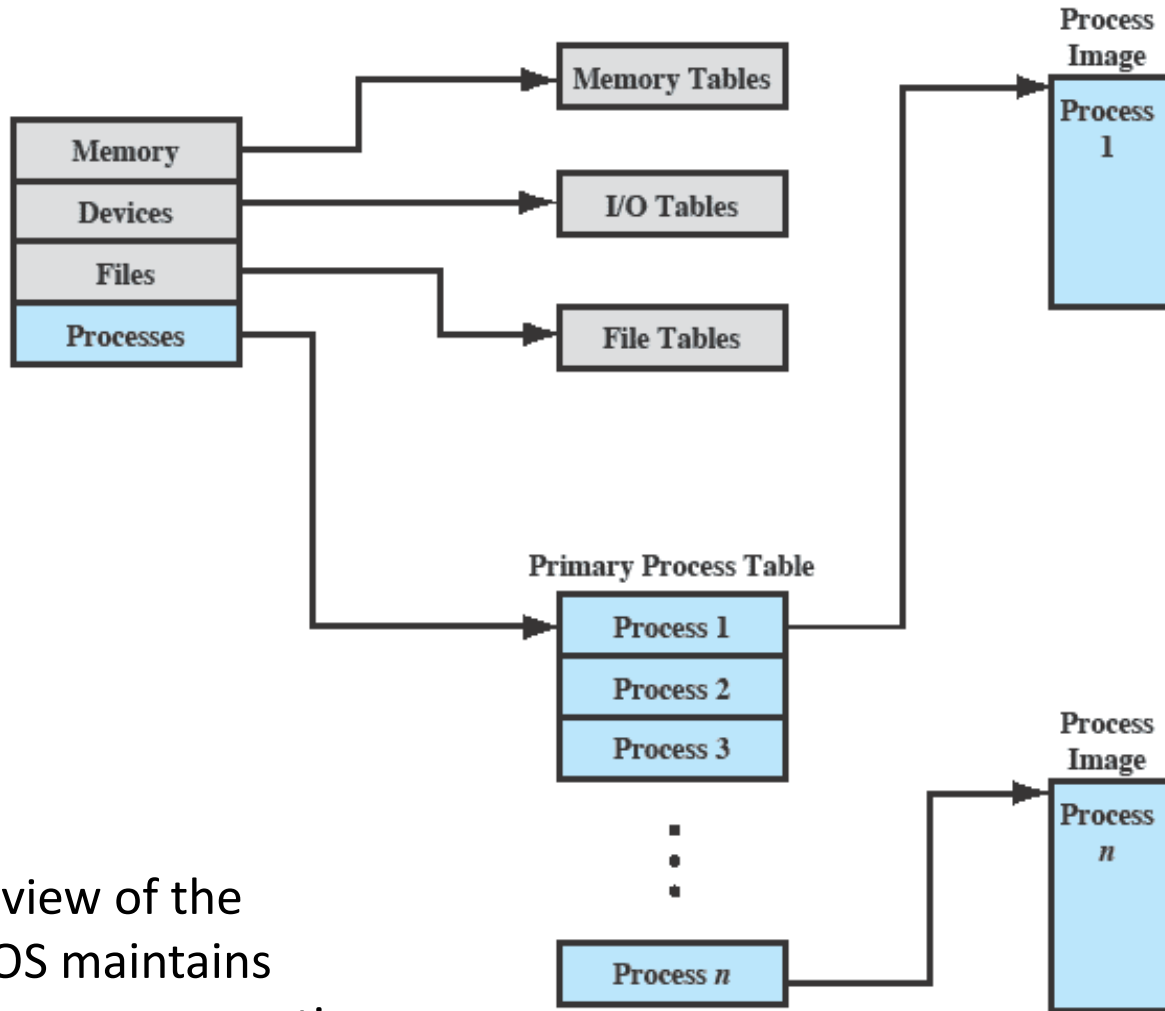 Process
Image
Process
1
Memory Tables
Memory
Devices
I/O Tables
Files
Processes
File Tables
Primary Process Table
Process 1
Process 2
Process 3
Process
Image
Process
n
view of the
OS maintains
Process n